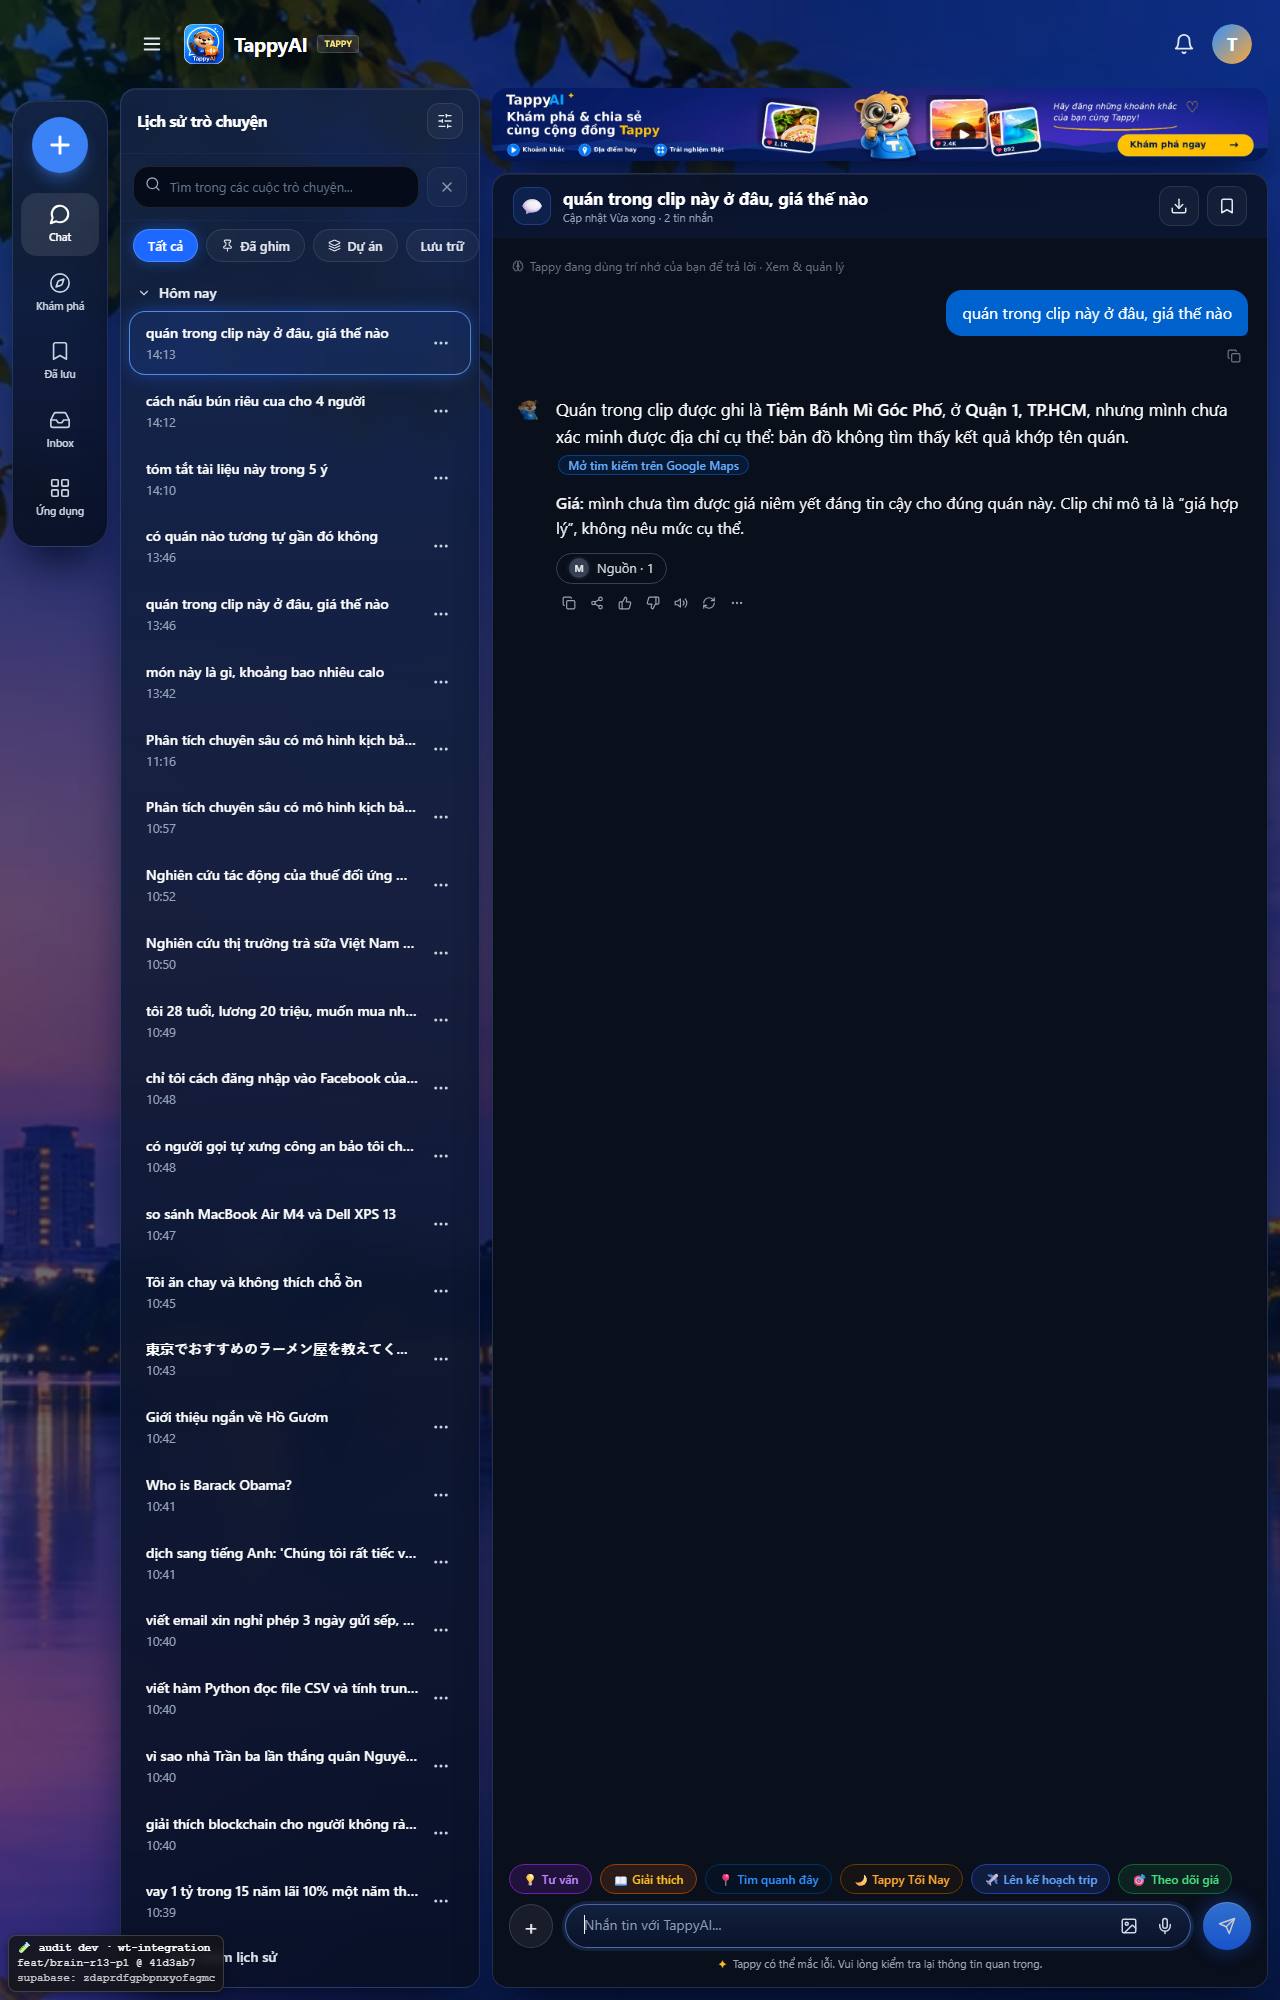 TappyAI TAPPY
T
Lịch sử trò chuyện
Tìm trong các cuộc trò chuyện...
Tất cả Đã ghim Dự án Lưu trữ
Hôm nay
quán trong clip này ở đâu, giá thế nào
14:13
cách nấu bún riêu cua cho 4 người
14:12
tóm tắt tài liệu này trong 5 ý
14:10
có quán nào tương tự gần đó không
13:46
quán trong clip này ở đâu, giá thế nào
13:46
món này là gì, khoảng bao nhiêu calo
13:42
Phân tích chuyên sâu có mô hình kịch bả...
11:16
Phân tích chuyên sâu có mô hình kịch bả...
10:57
Nghiên cứu tác động của thuế đối ứng ...
10:52
Nghiên cứu thị trường trà sữa Việt Nam ...
10:50
tôi 28 tuổi, lương 20 triệu, muốn mua nh...
10:49
chỉ tôi cách đăng nhập vào Facebook của...
10:48
có người gọi tự xưng công an bảo tôi ch...
10:48
so sánh MacBook Air M4 và Dell XPS 13
10:47
Tôi ăn chay và không thích chỗ ồn
10:45
東京でおすすめのラーメン屋を教えてく...
10:43
Giới thiệu ngắn về Hồ Gươm
10:42
Who is Barack Obama?
10:41
dịch sang tiếng Anh: 'Chúng tôi rất tiếc v...
10:41
viết email xin nghỉ phép 3 ngày gửi sếp, ...
10:40
viết hàm Python đọc file CSV và tính trun...
10:40
vì sao nhà Trần ba lần thắng quân Nguyê...
10:40
giải thích blockchain cho người không rà...
10:40
vay 1 tỷ trong 15 năm lãi 10% một năm th...
10:39
m lịch sử
Chat
Khám phá
Đã lưu
Inbox
Ứng dụng
audit dev · wt-integration
feat/brain-r13-p1 @ 41d3ab7
supabase: zdaprdfgpbpnxyofagmc
TappyAI
Khám phá & chia sẻ
cùng cộng đồng Tappy
Khoảnh khắc Địa điểm hay Trải nghiệm thật
1.1K
2.4K
892
Hãy đăng những khoảnh khắc
của bạn cùng Tappy!
Khám phá ngay →
quán trong clip này ở đâu, giá thế nào
Cập nhật Vừa xong · 2 tin nhắn
Tappy đang dùng trí nhớ của bạn để trả lời · Xem & quản lý
quán trong clip này ở đâu, giá thế nào
Quán trong clip được ghi là Tiệm Bánh Mì Góc Phố, ở Quận 1, TP.HCM, nhưng mình chưa
xác minh được địa chỉ cụ thể: bản đồ không tìm thấy kết quả khớp tên quán.
Mở tìm kiếm trên Google Maps
Giá: mình chưa tìm được giá niêm yết đáng tin cậy cho đúng quán này. Clip chỉ mô tả là “giá hợp
lý”, không nêu mức cụ thể.
M Nguồn · 1
Tư vấn Giải thích Tìm quanh đây Tappy Tối Nay Lên kế hoạch trip Theo dõi giá
Nhắn tin với TappyAI...
Tappy có thể mắc lỗi. Vui lòng kiểm tra lại thông tin quan trọng.